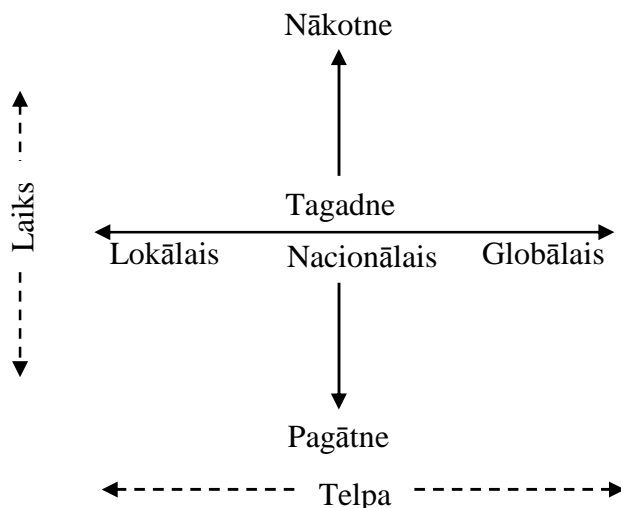 Nākotne
Laiks
Tagadne
Lokālais Nacionālais Globālais
Pagātne
Telpa